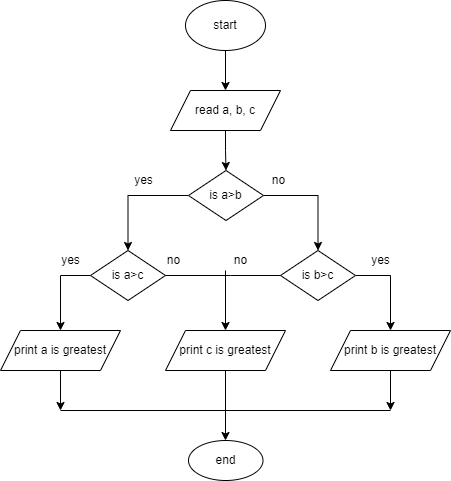 start
read a, b, c
yes
is a>b
no
yes
is a>c
no
no
is b>c
yes
print a is greatest
print c is greatest
print b is greatest
end